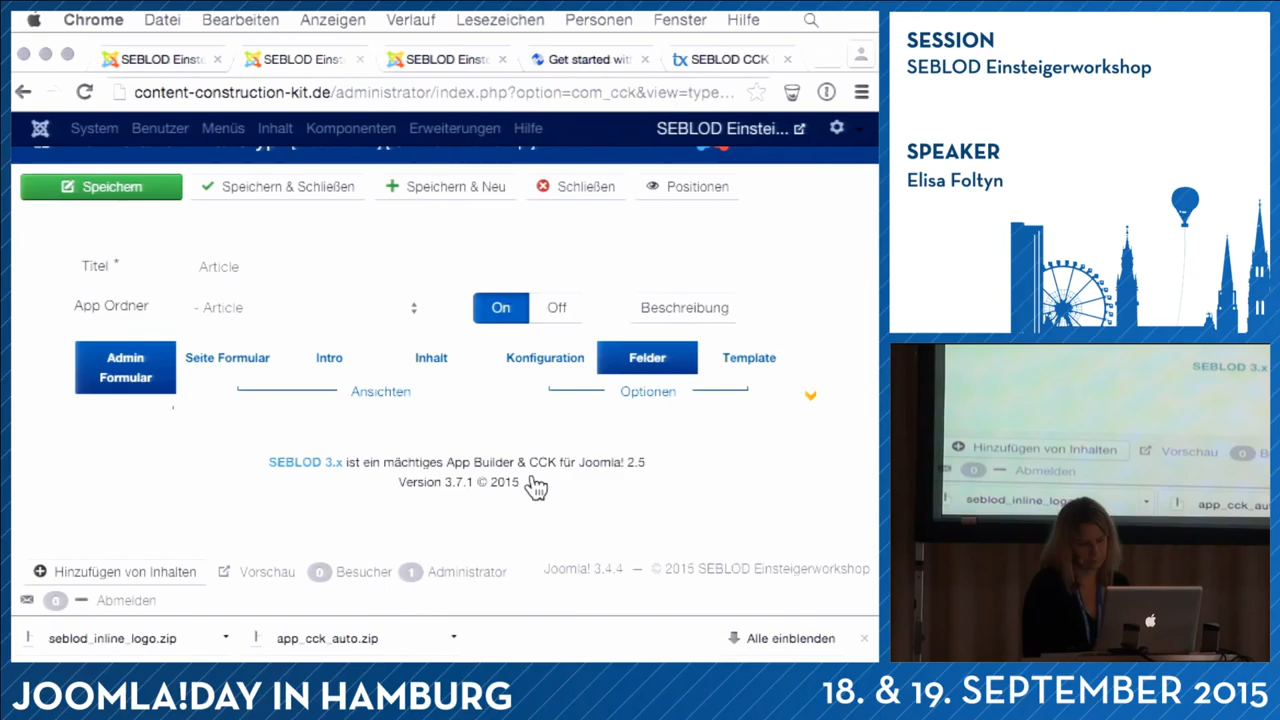 Chrome Datei Bearbeiten Anzeigen Verlauf Lesezeichen Personen Fenster Hilfe
SEBLOD Einst SEBLOD Einst SEBLOD Einst Get started wit SEBLOD CCK
content-construction-kit.de/administrator/index.php?option=com_cck&view=type...
System Benutzer Menüs Inhalt Komponenten Erweiterungen Hilfe SEBLOD Einstei...
Speichern Speichern & Schließen Speichern & Neu Schließen Positionen
Titel * Article
App Ordner - Article On Off Beschreibung
Admin Formular Seite Formular Intro Inhalt Konfiguration Felder Template
Ansichten Optionen
SEBLOD 3.x ist ein mächtiges App Builder & CCK für Joomla! 2.5
Version 3.7.1 © 2015
Hinzufügen von Inhalten Vorschau 0 Besucher 1 Administrator Joomla! 3.4.4 — © 2015 SEBLOD Einsteigerworkshop
0 Abmelden
seblod_inline_logo.zip app_cck_auto.zip Alle einblenden
SESSION
SEBLOD Einsteigerworkshop
SPEAKER
Elisa Foltyn
SEBLOD 3.x
Hinzufügen von Inhalten Vorschau 0
0 Abmelden
seblod_inline_log app_cck_au
JOOMLA!DAY IN HAMBURG
18. & 19. SEPTEMBER 2015